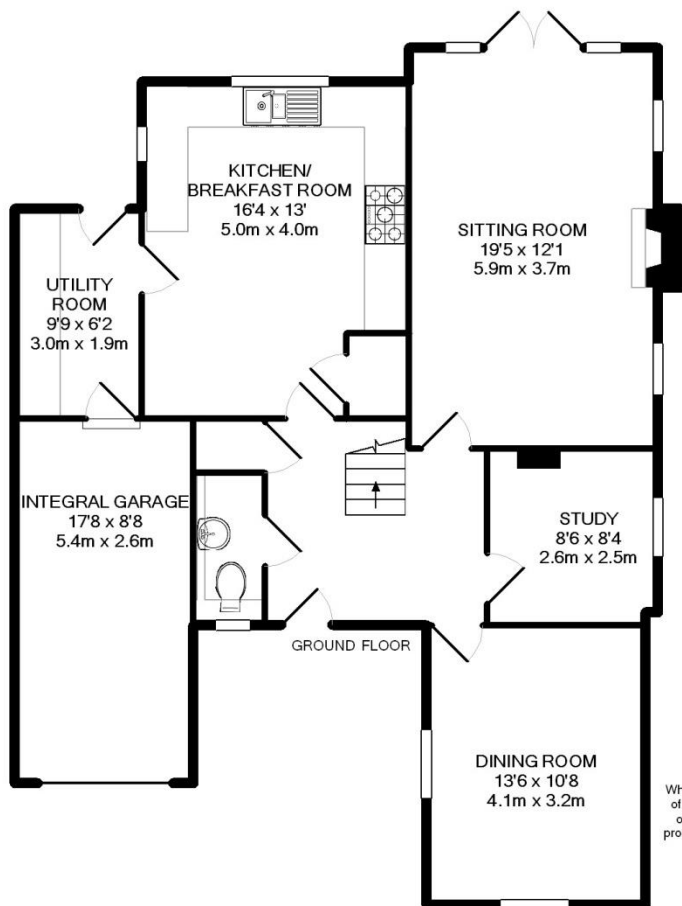 KITCHEN/
BREAKFAST ROOM
16'4 x 13'
5.0m x 4.0m
SITTING ROOM
19'5 x 12'1
5.9m x 3.7m
UTILITY
ROOM
9'9 x 6'2
3.0m x 1.9m
INTEGRAL GARAGE
17'8 x 8'8
5.4m x 2.6m
STUDY
8'6 x 8'4
2.6m x 2.5m
GROUND FLOOR
DINING ROOM
13'6 x 10'8
4.1m x 3.2m
Wh
of
o
pro